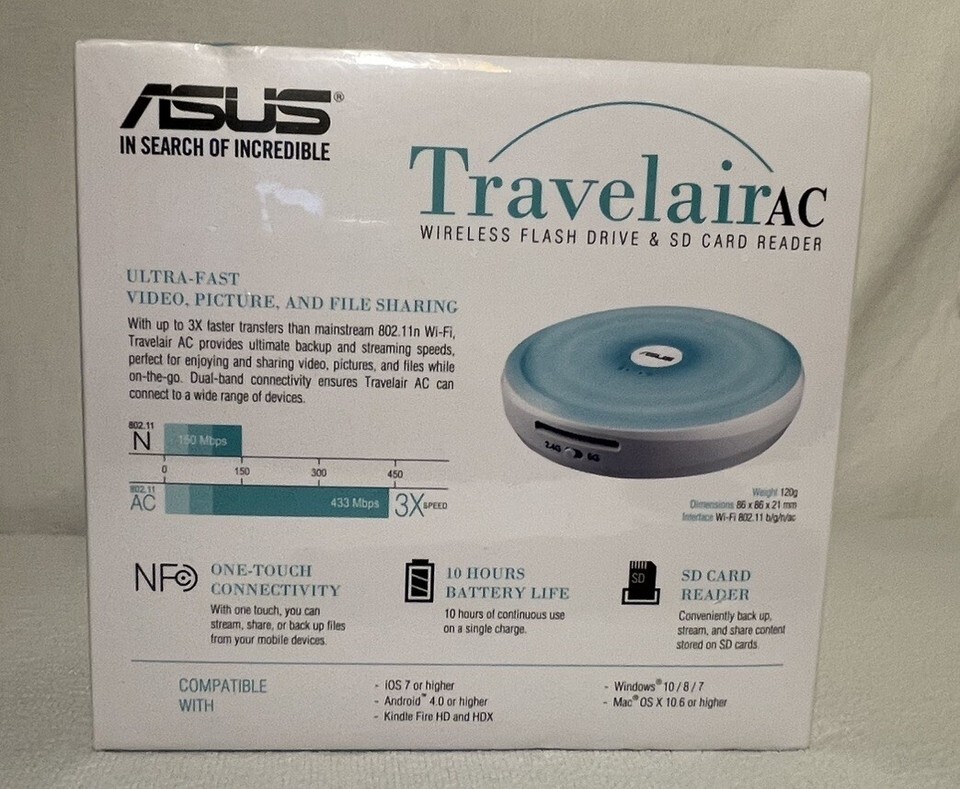 ASUS®
IN SEARCH OF INCREDIBLE
TravelairAC
WIRELESS FLASH DRIVE & SD CARD READER
ULTRA-FAST
VIDEO, PICTURE, AND FILE SHARING
With up to 3X faster transfers than mainstream 802.11n Wi-Fi,
Travelair AC provides ultimate backup and streaming speeds,
perfect for enjoying and sharing video, pictures, and files while
on-the-go. Dual-band connectivity ensures Travelair AC can
connect to a wide range of devices.
802.11
N
150 Mbps
0 150 300 450
802.11
AC
433 Mbps
3X SPEED
ASUS
2.4G 5G
Weight 120g
Dimensions 86 x 86 x 21 mm
Interface Wi-Fi 802.11 b/g/n/ac
NFC
ONE-TOUCH
CONNECTIVITY
With one touch, you can
stream, share, or back up files
from your mobile devices.
10 HOURS
BATTERY LIFE
10 hours of continuous use
on a single charge.
SD
SD CARD
READER
Conveniently back up,
stream, and share content
stored on SD cards.
COMPATIBLE
WITH
- iOS 7 or higher
- Android™ 4.0 or higher
- Kindle Fire HD and HDX
- Windows® 10 / 8 / 7
- Mac® OS X 10.6 or higher